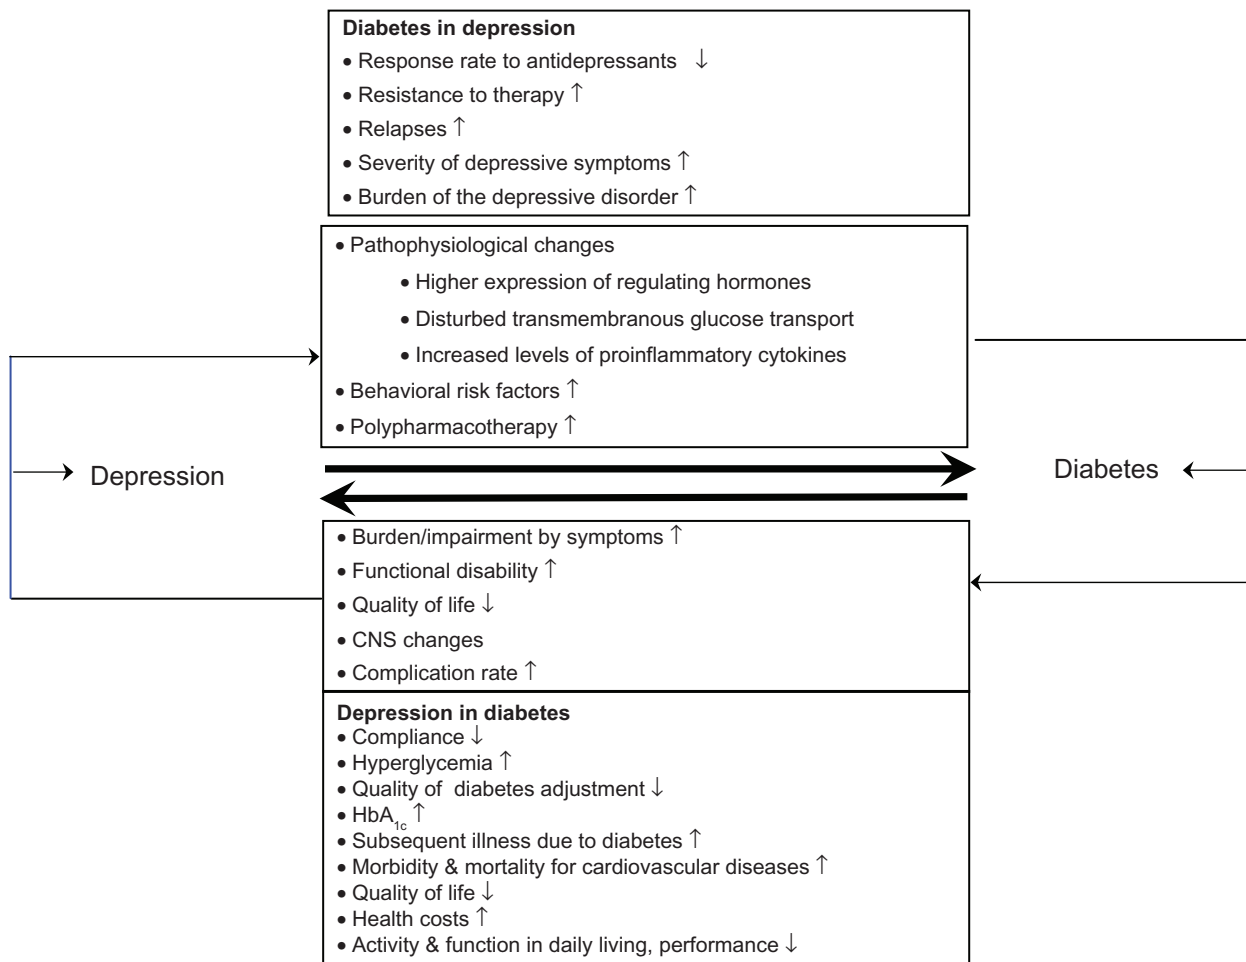 Diabetes in depression
• Response rate to antidepressants ↓
• Resistance to therapy ↑
• Relapses ↑
• Severity of depressive symptoms ↑
• Burden of the depressive disorder ↑
• Pathophysiological changes
• Higher expression of regulating hormones
• Disturbed transmembranous glucose transport
• Increased levels of proinflammatory cytokines
• Behavioral risk factors ↑
• Polypharmacotherapy ↑
Depression
Diabetes
• Burden/impairment by symptoms ↑
• Functional disability ↑
• Quality of life ↓
• CNS changes
• Complication rate ↑
Depression in diabetes
• Compliance ↓
• Hyperglycemia ↑
• Quality of diabetes adjustment ↓
• HbA1c ↑
• Subsequent illness due to diabetes ↑
• Morbidity & mortality for cardiovascular diseases ↑
• Quality of life ↓
• Health costs ↑
• Activity & function in daily living, performance ↓